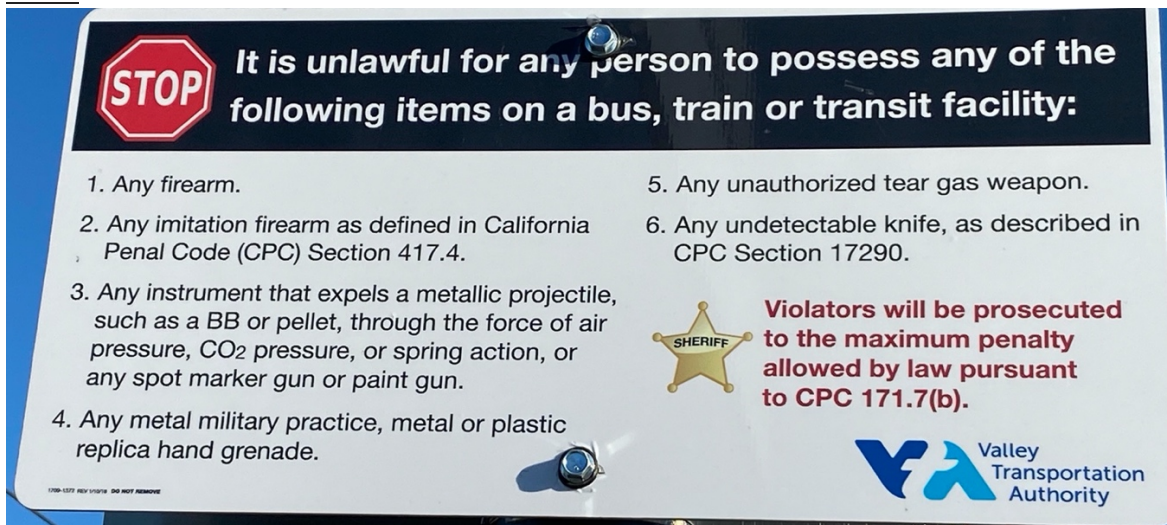 STOP
It is unlawful for any person to possess any of the
following items on a bus, train or transit facility:
1. Any firearm.
2. Any imitation firearm as defined in California
Penal Code (CPC) Section 417.4.
3. Any instrument that expels a metallic projectile,
such as a BB or pellet, through the force of air
pressure, CO2 pressure, or spring action, or
any spot marker gun or paint gun.
4. Any metal military practice, metal or plastic
replica hand grenade.
5. Any unauthorized tear gas weapon.
6. Any undetectable knife, as described in
CPC Section 17290.
SHERIFF
Violators will be prosecuted
to the maximum penalty
allowed by law pursuant
to CPC 171.7(b).
VTA
Valley
Transportation
Authority
DO NOT REMOVE